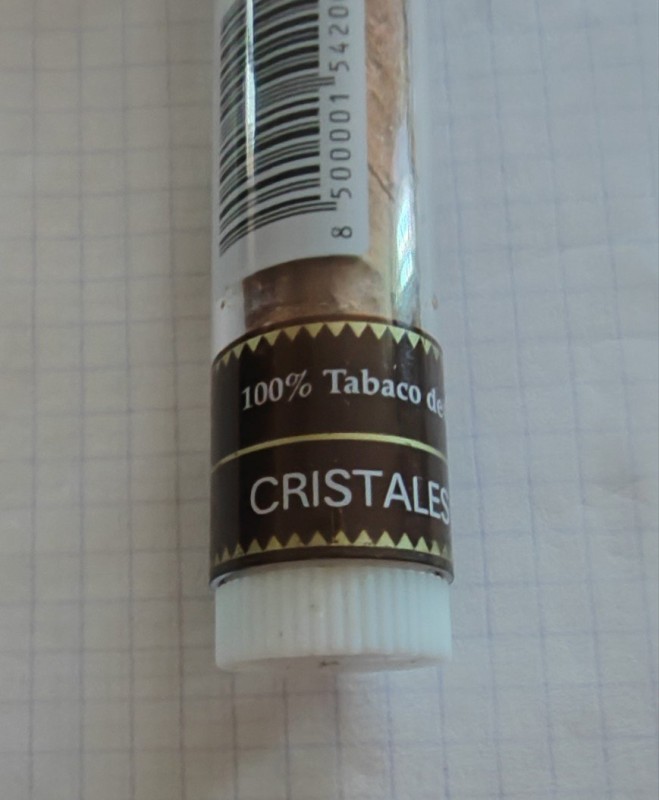 8 500001 5420
100% Tabaco de
CRISTALES